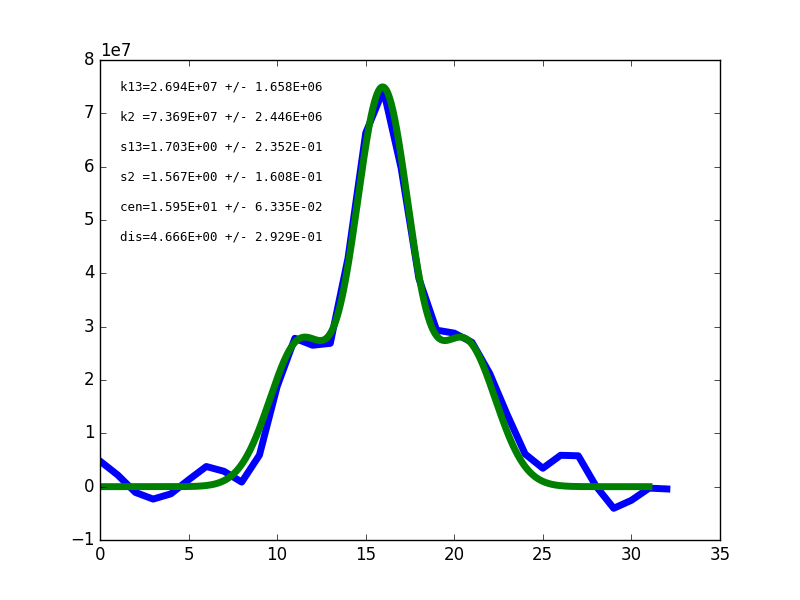 1e7
8
7
6
5
4
3
2
1
0
−1
k13=2.694E+07 +/- 1.658E+06
k2 =7.369E+07 +/- 2.446E+06
s13=1.703E+00 +/- 2.352E-01
s2 =1.567E+00 +/- 1.608E-01
cen=1.595E+01 +/- 6.335E-02
dis=4.666E+00 +/- 2.929E-01
0 5 10 15 20 25 30 35